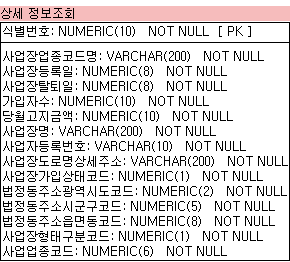 상세 정보조회
식별번호: NUMERIC(10) NOT NULL [ PK ]
사업장업종코드명: VARCHAR(200) NOT NULL
사업장등록일: NUMERIC(8) NOT NULL
사업장탈퇴일: NUMERIC(8) NOT NULL
가입자수: NUMERIC(10) NOT NULL
당월고지금액: NUMERIC(10) NOT NULL
사업장명: VARCHAR(200) NOT NULL
사업자등록번호: NUMERIC(10) NOT NULL
사업장도로명상세주소: VARCHAR(200) NOT NULL
사업장가입상태코드: NUMERIC(1) NOT NULL
법정동주소광역시도코드: NUMERIC(2) NOT NULL
법정동주소시군구코드: NUMERIC(5) NOT NULL
법정동주소읍면동코드: NUMERIC(8) NOT NULL
사업장형태구분코드: NUMERIC(1) NOT NULL
사업업종코드: NUMERIC(6) NOT NULL